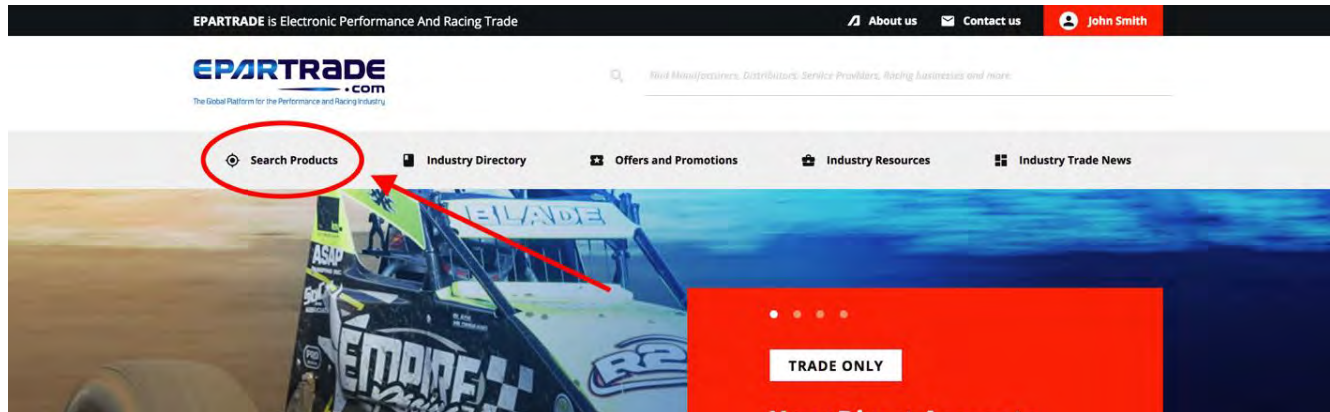 EPARTRADE is Electronic Performance And Racing Trade
About us
Contact us
John Smith
EPARTRADE
.com
The Global Platform for the Performance and Racing Industry
Find Manufacturers, Distributors, Service Providers, Racing businesses and more.
Search Products
Industry Directory
Offers and Promotions
Industry Resources
Industry Trade News
BLADE
ASAP
EMPIRE
R2
TRADE ONLY